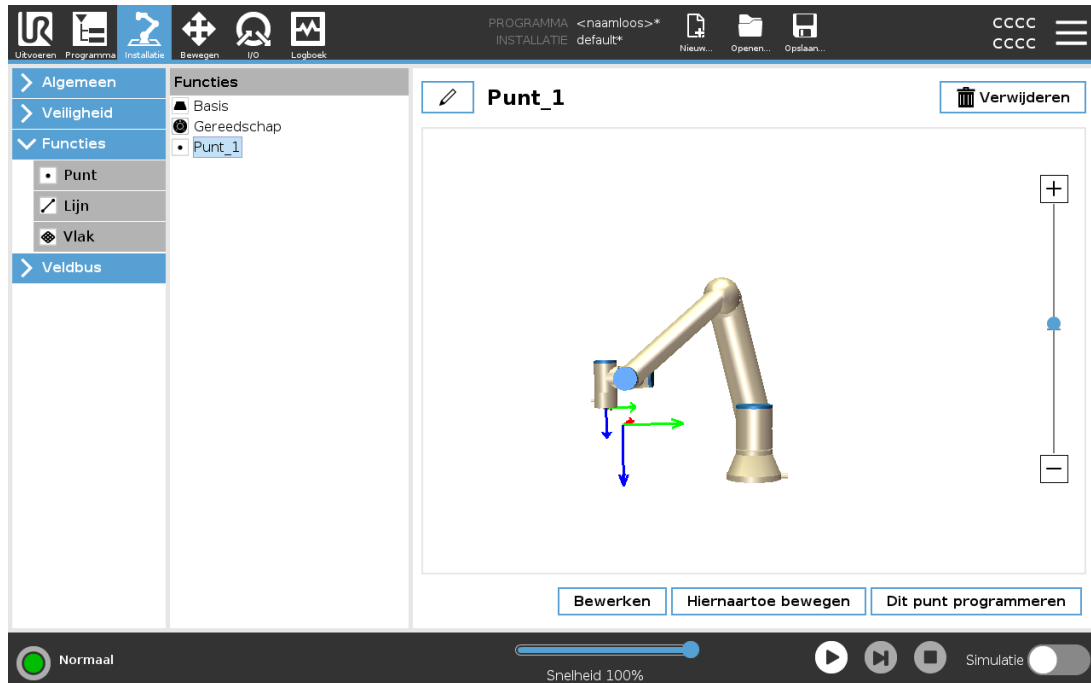 UR
Uitvoeren Programma Installatie Bewegen I/O Logboek
PROGRAMMA <naamloos>*
INSTALLATIE default*
Nieuw... Openen... Opslaan...
CCCC
CCCC
Algemeen
Veiligheid
Functies
Punt
Lijn
Vlak
Veldbus
Functies
Basis
Gereedschap
Punt_1
Punt_1
Verwijderen
Bewerken Hiernaartoe bewegen Dit punt programmeren
Normaal
Snelheid 100%
Simulatie